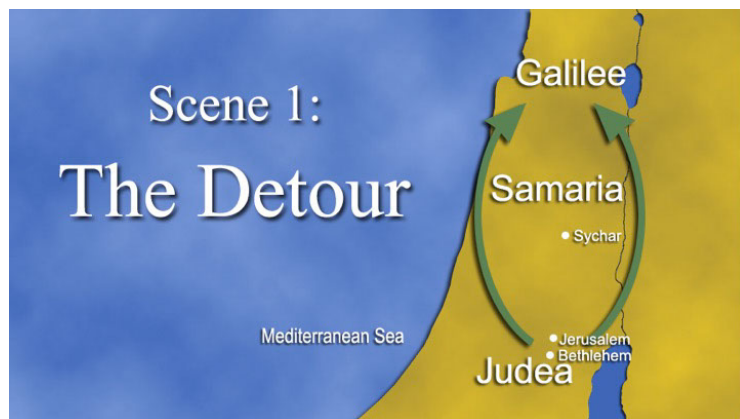 Scene 1:
The Detour
Galilee
Samaria
Sychar
Mediterranean Sea
Jerusalem
Bethlehem
Judea